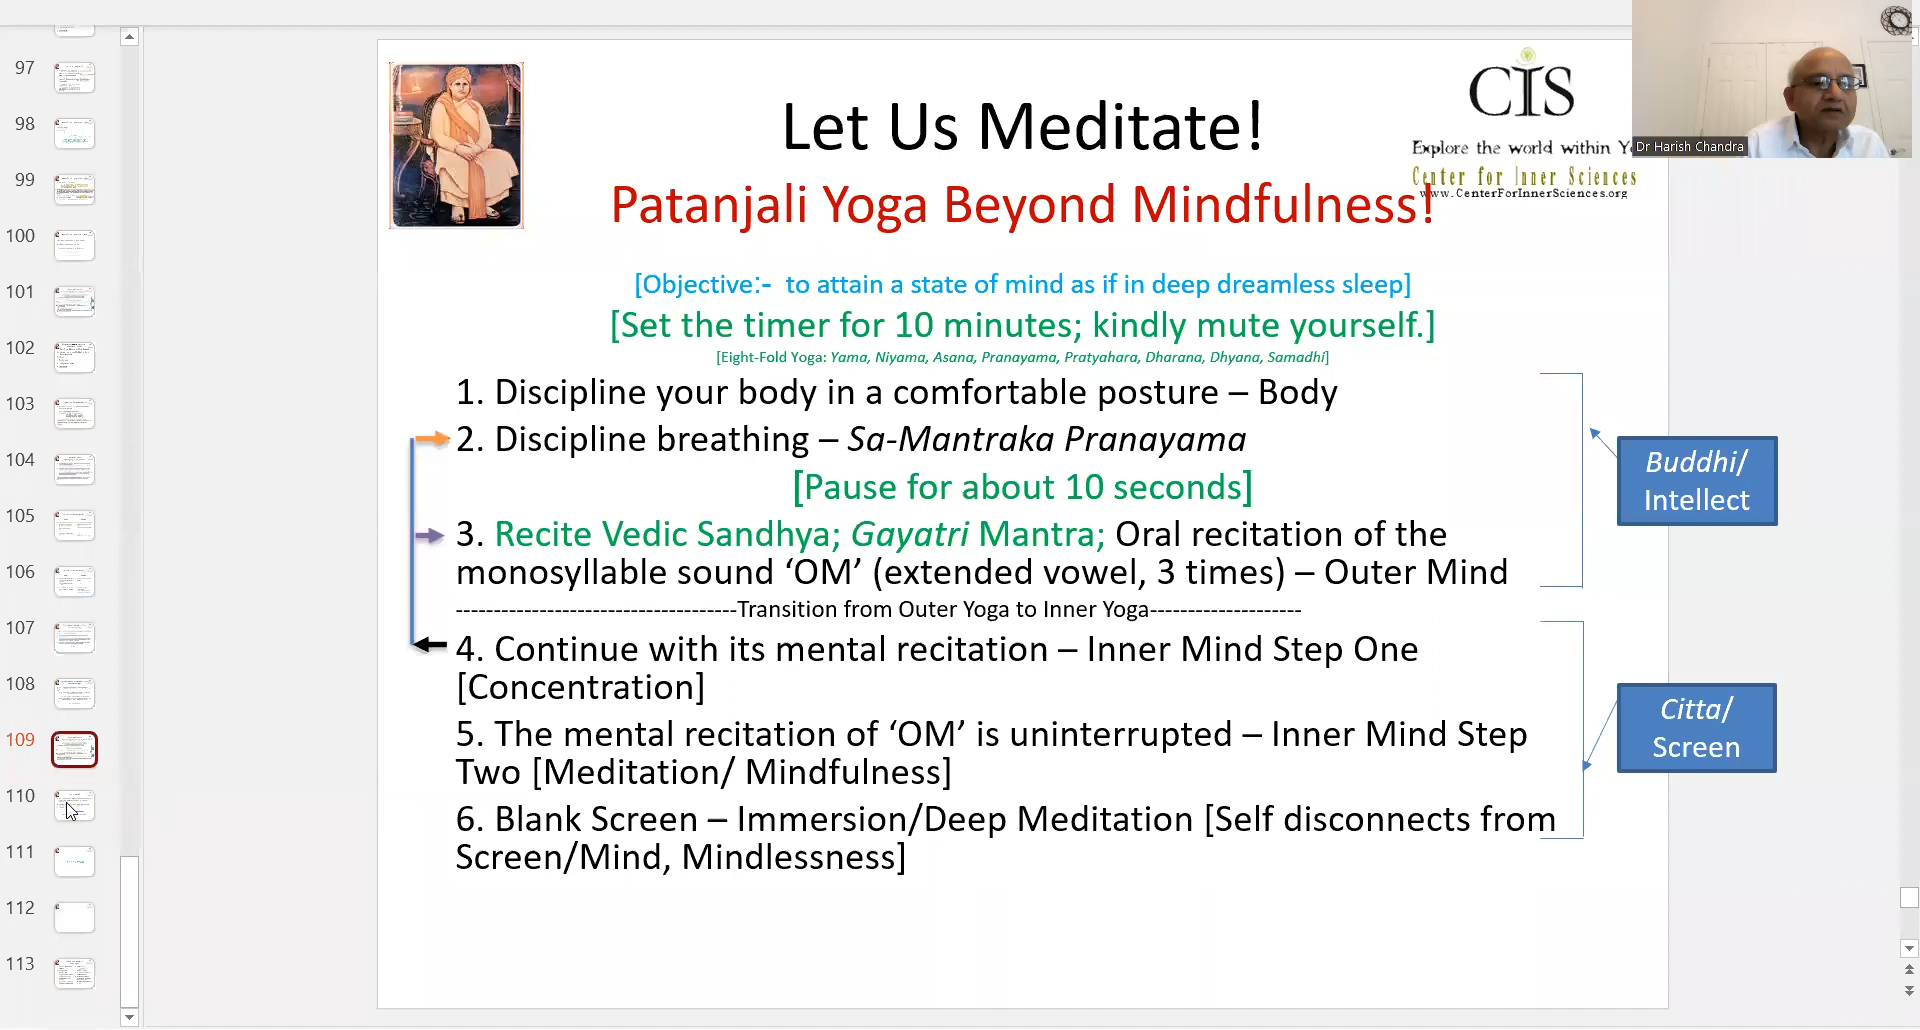 97
98
99
100
101
102
103
104
105
106
107
108
109
110
111
112
113
Let Us Meditate!
Patanjali Yoga Beyond Mindfulness!
CIS
Explore the world within Y
Center for Inner Sciences
www.CenterForInnerSciences.org
Dr Harish Chandra
[Objective:- to attain a state of mind as if in deep dreamless sleep]
[Set the timer for 10 minutes; kindly mute yourself.]
[Eight-Fold Yoga: Yama, Niyama, Asana, Pranayama, Pratyahara, Dharana, Dhyana, Samadhi]
1. Discipline your body in a comfortable posture – Body
2. Discipline breathing – Sa-Mantraka Pranayama
[Pause for about 10 seconds]
3. Recite Vedic Sandhya; Gayatri Mantra; Oral recitation of the
monosyllable sound ‘OM’ (extended vowel, 3 times) – Outer Mind
-------------------------------------Transition from Outer Yoga to Inner Yoga--------------------
4. Continue with its mental recitation – Inner Mind Step One
[Concentration]
5. The mental recitation of ‘OM’ is uninterrupted – Inner Mind Step
Two [Meditation/ Mindfulness]
6. Blank Screen – Immersion/Deep Meditation [Self disconnects from
Screen/Mind, Mindlessness]
Buddhi/
Intellect
Citta/
Screen